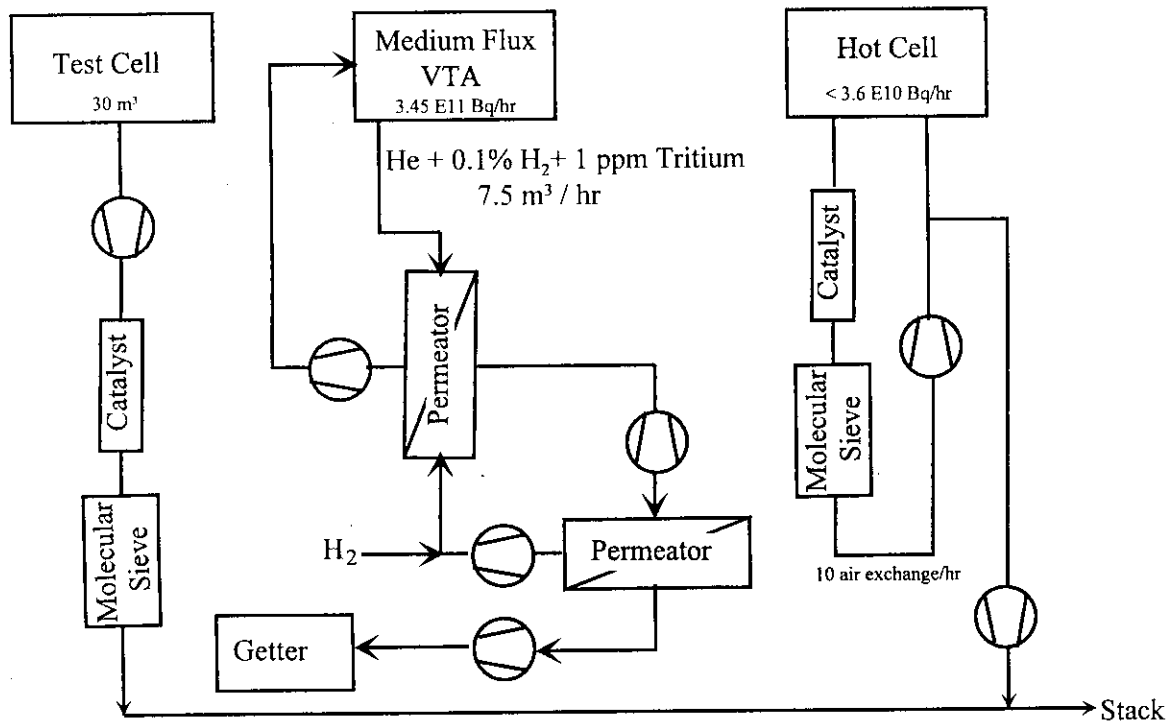 Test Cell
30 m³
Medium Flux
VTA
3.45 E11 Bq/hr
Hot Cell
< 3.6 E10 Bq/hr
He + 0.1% H₂+ 1 ppm Tritium
7.5 m³ / hr
Catalyst
Molecular
Sieve
Permeator
H₂
Permeator
Getter
Catalyst
Molecular
Sieve
10 air exchange/hr
Stack